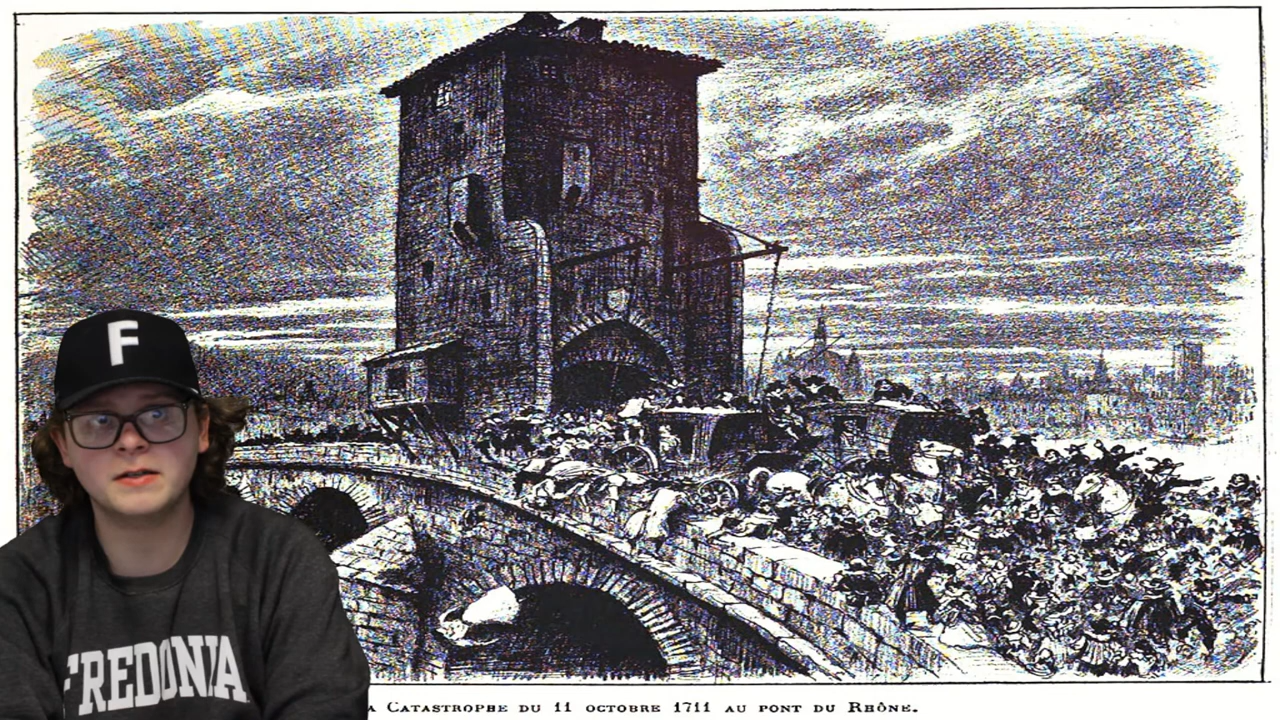 F
FREDONIA
A CATASTROPHE DU 11 OCTOBRE 1711 AU PONT DU RHÔNE.